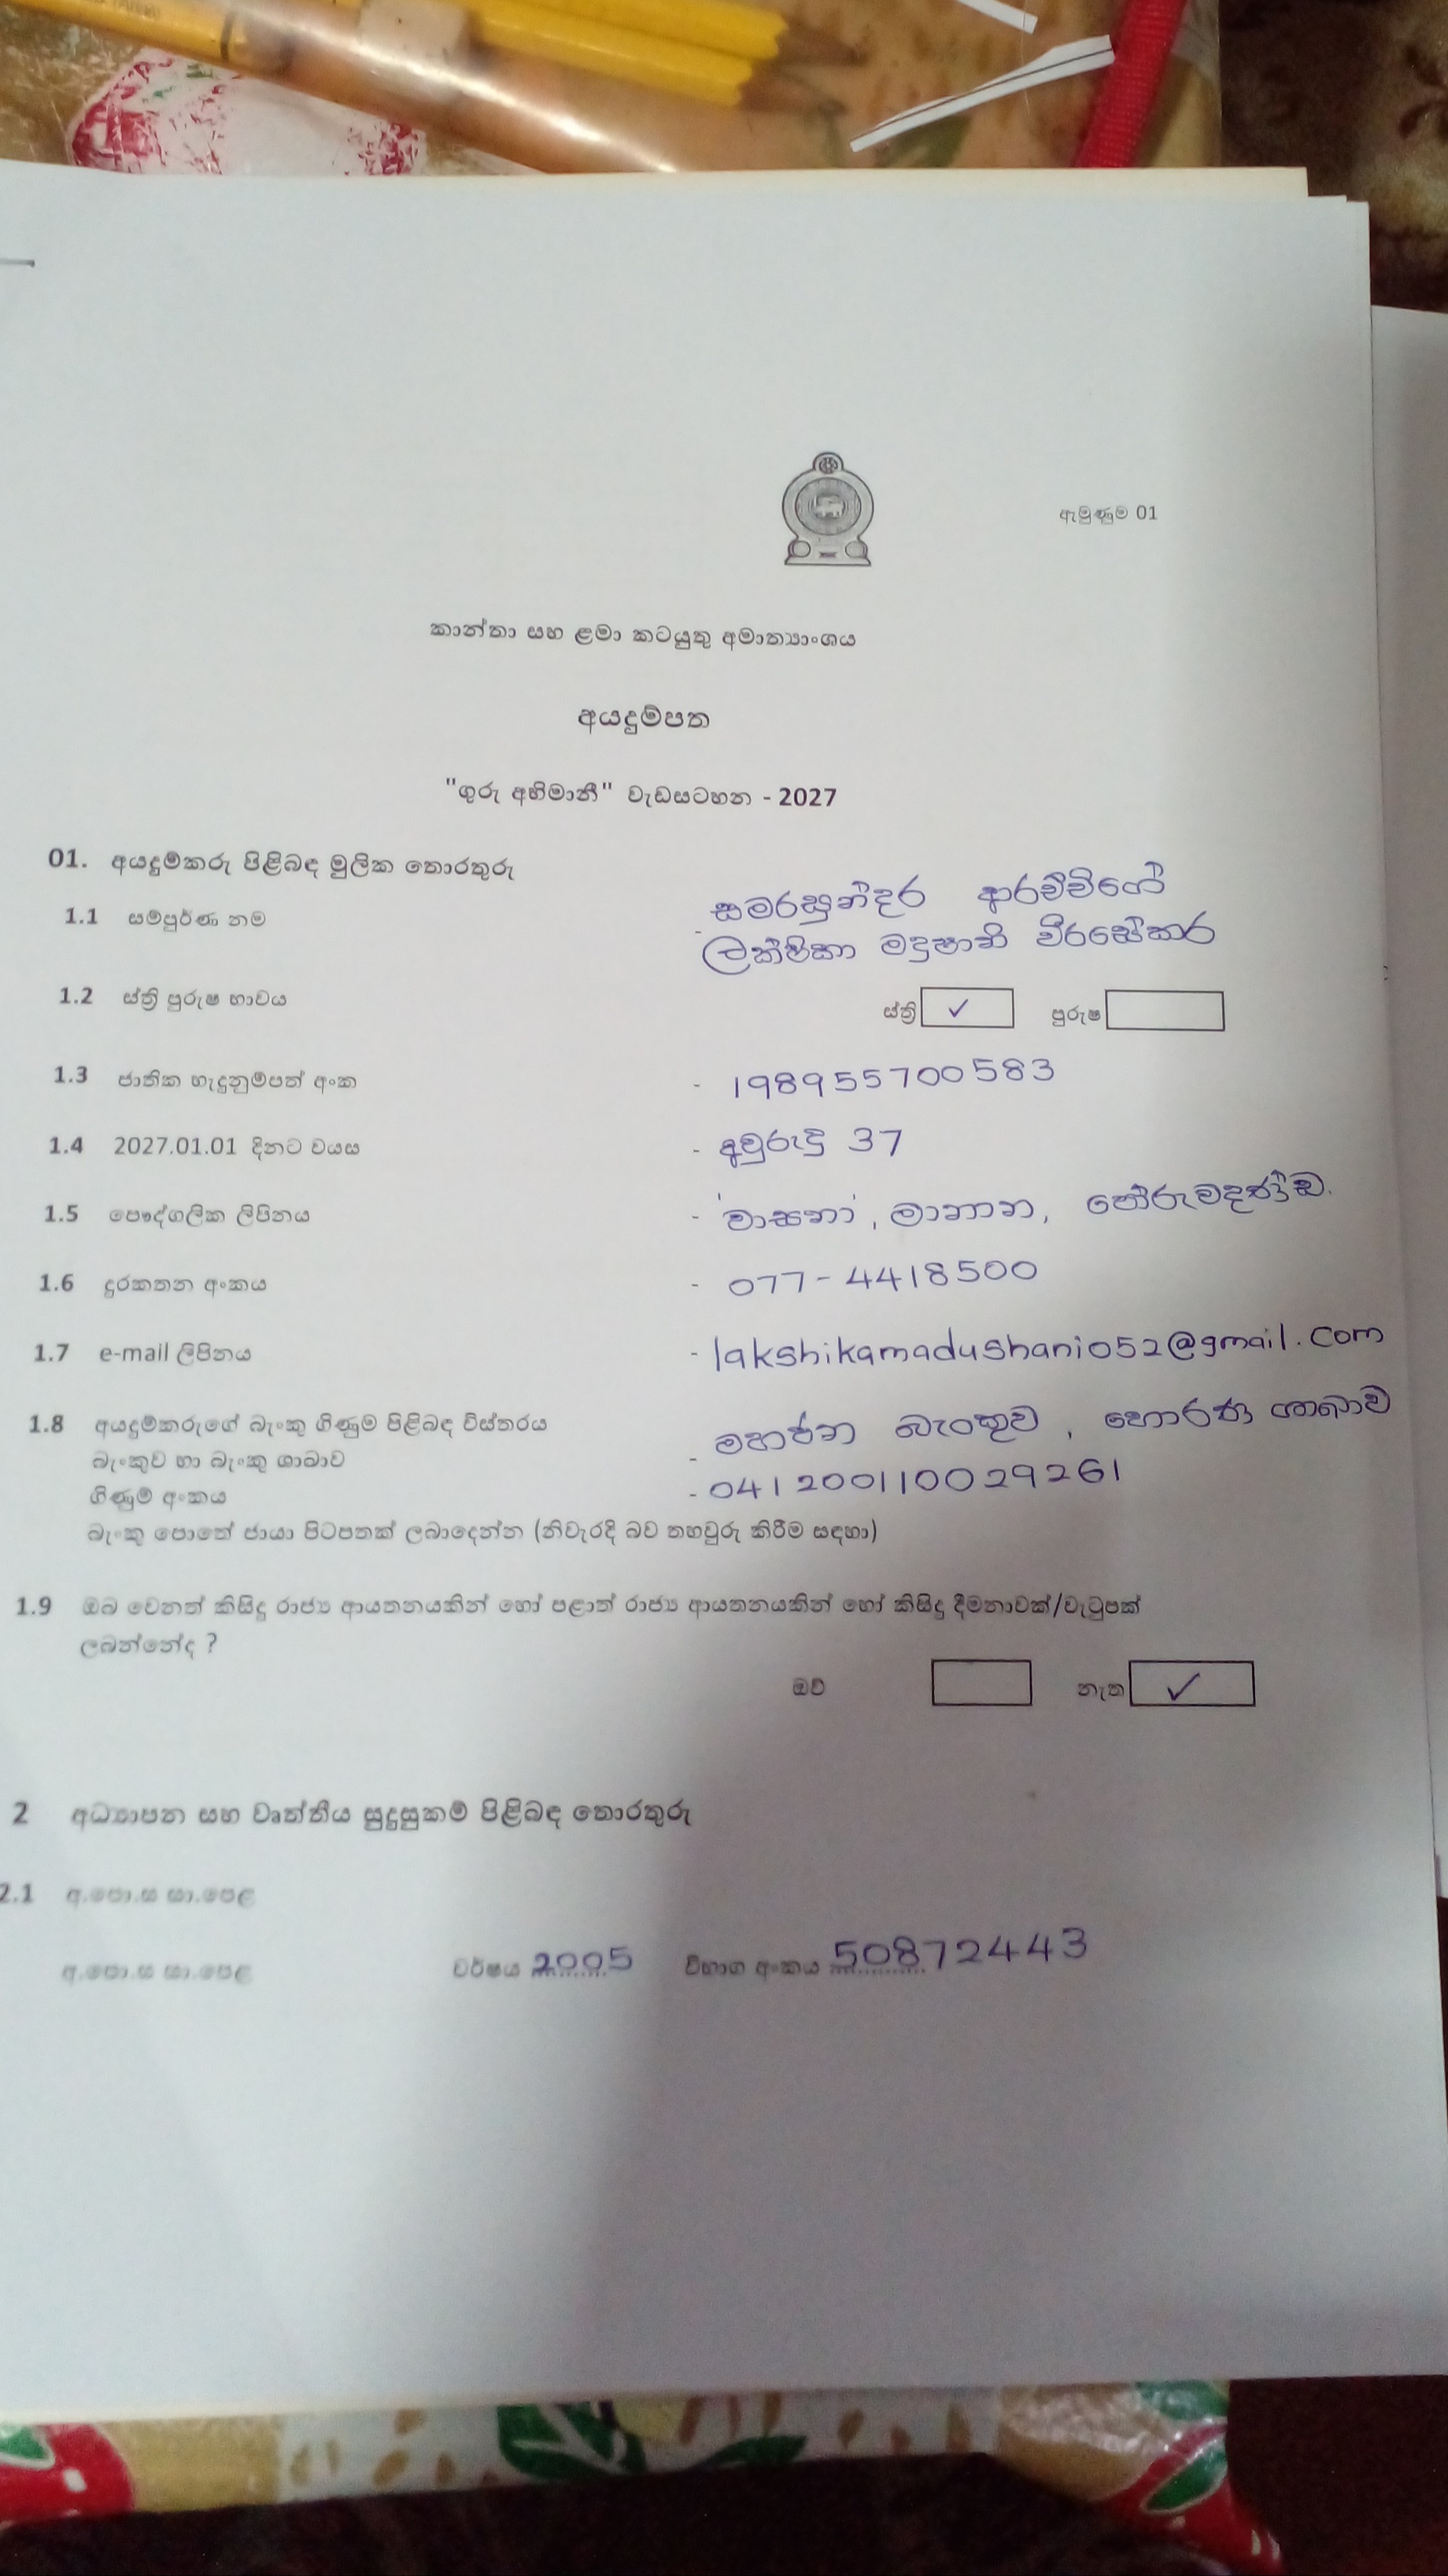 ඇමුණුම 01
කාන්තා සහ ළමා කටයුතු අමාත්‍යාංශය
අයදුම්පත
"ගුරු අභිමානී" වැඩසටහන - 2027
01. අයදුම්කරු පිළිබඳ මූලික තොරතුරු
1.1 සම්පූර්ණ නම - සමරසුන්දර ආරච්චිගේ
ලක්ෂිකා මදුෂානි වීරසේකර
1.2 ස්ත්‍රී පුරුෂ භාවය ස්ත්‍රී ✓ පුරුෂ
1.3 ජාතික හැදුනුම්පත් අංක - 198955700583
1.4 2027.01.01 දිනට වයස - අවුරුදු 37
1.5 පෞද්ගලික ලිපිනය - 'වාසනා', මානාන, පෝරුවදණ්ඩ.
1.6 දුරකතන අංකය - 077-4418500
1.7 e-mail ලිපිනය - lakshikamadushani052@gmail.com
1.8 අයදුම්කරුගේ බැංකු ගිණුම පිළිබඳ විස්තරය
බැංකුව හා බැංකු ශාඛාව - මහජන බැංකුව, හොරණ ශාඛාව
ගිණුම් අංකය - 041200110029261
බැංකු පොතේ ඡායා පිටපතක් ලබාදෙන්න (නිවැරදි බව තහවුරු කිරීම සඳහා)
1.9 ඔබ වෙනත් කිසිදු රාජ්‍ය ආයතනයකින් හෝ පළාත් රාජ්‍ය ආයතනයකින් හෝ කිසිදු දීමනාවක්/වැටුපක්
ලබන්නේද ?
ඔව් නැත ✓
2 අධ්‍යාපන සහ වෘත්තීය සුදුසුකම් පිළිබඳ තොරතුරු
2.1 අ.පො.ස සා.පෙළ
අ.පො.ස සා.පෙළ වර්ෂය 2005 විභාග අංකය 50872443